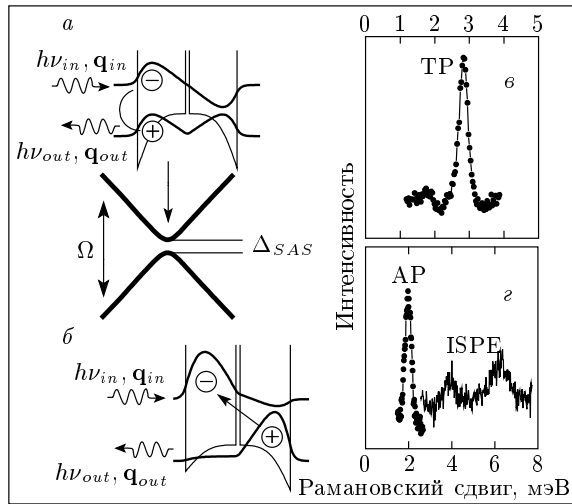 а
hν_in, q_in
−
+
hν_out, q_out
Ω
Δ_SAS
б
hν_in, q_in
−
+
hν_out, q_out
0 1 2 3 4 5
TP
в
Интенсивность
AP
г
ISPE
0 2 4 6 8
Рамановский сдвиг, мэВ